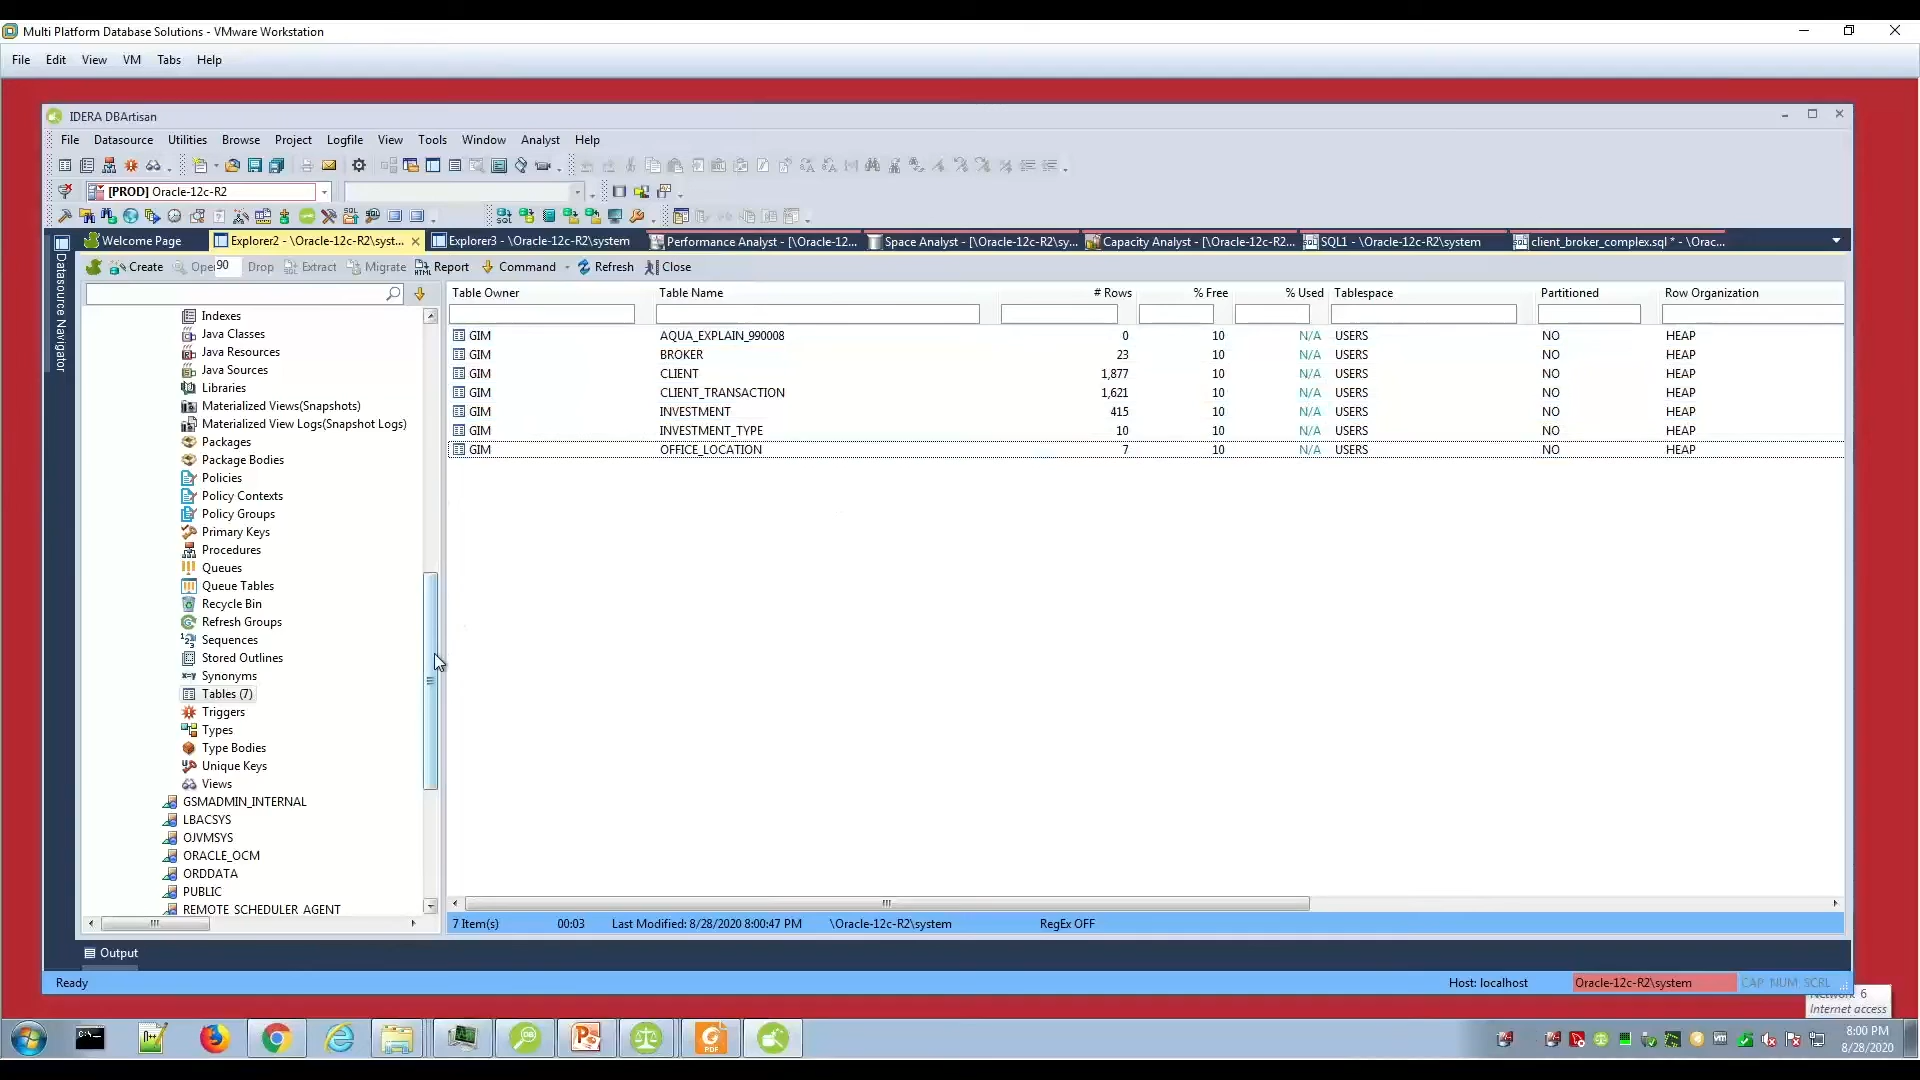 Multi Platform Database Solutions - VMware Workstation
File Edit View VM Tabs Help
IDERA DBArtisan
File Datasource Utilities Browse Project Logfile View Tools Window Analyst Help
[PROD] Oracle-12c-R2
Welcome Page Explorer2 - \Oracle-12c-R2\syst... Explorer3 - \Oracle-12c-R2\system Performance Analyst - [\Oracle-12... Space Analyst - [\Oracle-12c-R2\sy... Capacity Analyst - [\Oracle-12c-R2... SQL1 - \Oracle-12c-R2\system client_broker_complex.sql * - \Orac...
Create 90 Drop Extract Migrate Report Command Refresh Close
Datasource Navigator
Indexes
Java Classes
Java Resources
Java Sources
Libraries
Materialized Views(Snapshots)
Materialized View Logs(Snapshot Logs)
Packages
Package Bodies
Policies
Policy Contexts
Policy Groups
Primary Keys
Procedures
Queues
Queue Tables
Recycle Bin
Refresh Groups
Sequences
Stored Outlines
Synonyms
Tables (7)
Triggers
Types
Type Bodies
Unique Keys
Views
GSMADMIN_INTERNAL
LBACSYS
OJVMSYS
ORACLE_OCM
ORDDATA
PUBLIC
REMOTE_SCHEDULER_AGENT
Table Owner Table Name # Rows % Free % Used Tablespace Partitioned Row Organization
GIM AQUA_EXPLAIN_990008 0 10 N/A USERS NO HEAP
GIM BROKER 23 10 N/A USERS NO HEAP
GIM CLIENT 1,877 10 N/A USERS NO HEAP
GIM CLIENT_TRANSACTION 1,621 10 N/A USERS NO HEAP
GIM INVESTMENT 415 10 N/A USERS NO HEAP
GIM INVESTMENT_TYPE 10 10 N/A USERS NO HEAP
GIM OFFICE_LOCATION 7 10 N/A USERS NO HEAP
7 Item(s) 00:03 Last Modified: 8/28/2020 8:00:47 PM \Oracle-12c-R2\system RegEx OFF
Output
Ready Host: localhost Oracle-12c-R2\system CAP NUM SCRL
Network 6
Internet access
8:00 PM
8/28/2020